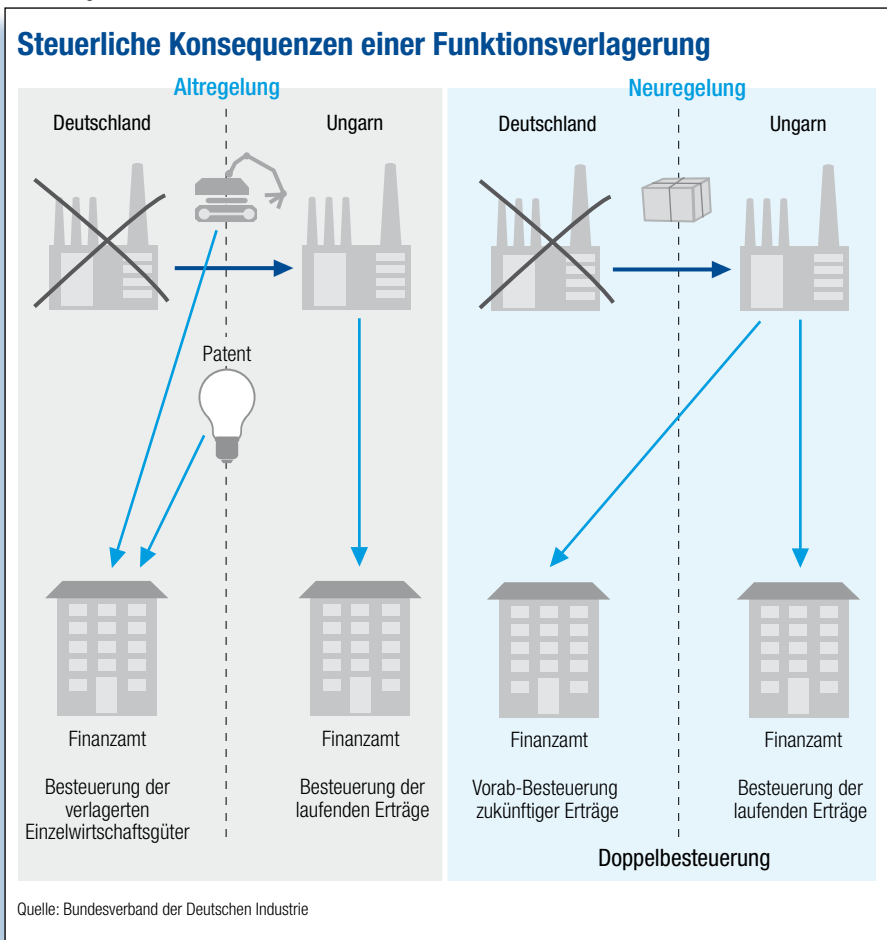 Steuerliche Konsequenzen einer Funktionsverlagerung
Altregelung
Deutschland
Ungarn
Patent
Finanzamt
Finanzamt
Besteuerung der
verlagerten
Einzelwirtschaftsgüter
Besteuerung der
laufenden Erträge
Neuregelung
Deutschland
Ungarn
Finanzamt
Finanzamt
Vorab-Besteuerung
zukünftiger Erträge
Besteuerung der
laufenden Erträge
Doppelbesteuerung
Quelle: Bundesverband der Deutschen Industrie